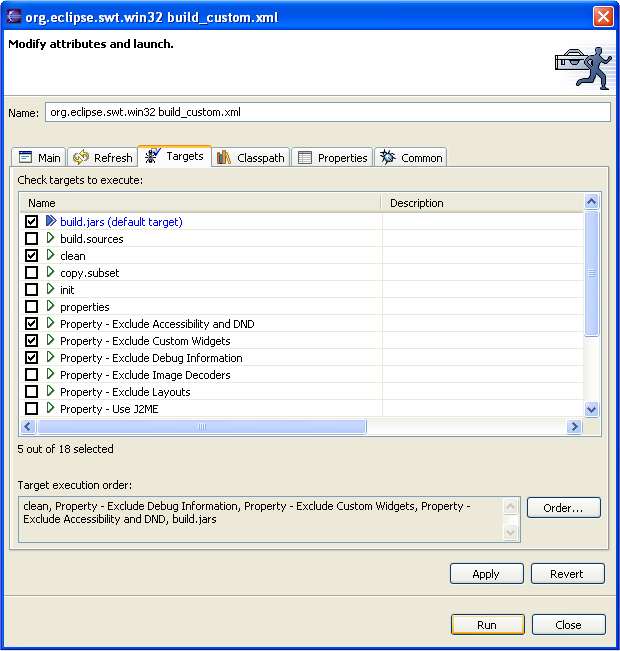 org.eclipse.swt.win32 build_custom.xml
Modify attributes and launch.
Name: org.eclipse.swt.win32 build_custom.xml
Main Refresh Targets Classpath Properties Common
Check targets to execute:
Name Description
build.jars (default target)
build.sources
clean
copy.subset
init
properties
Property - Exclude Accessibility and DND
Property - Exclude Custom Widgets
Property - Exclude Debug Information
Property - Exclude Image Decoders
Property - Exclude Layouts
Property - Use J2ME
5 out of 18 selected
Target execution order:
clean, Property - Exclude Debug Information, Property - Exclude Custom Widgets, Property -
Exclude Accessibility and DND, build.jars
Order...
Apply Revert
Run Close